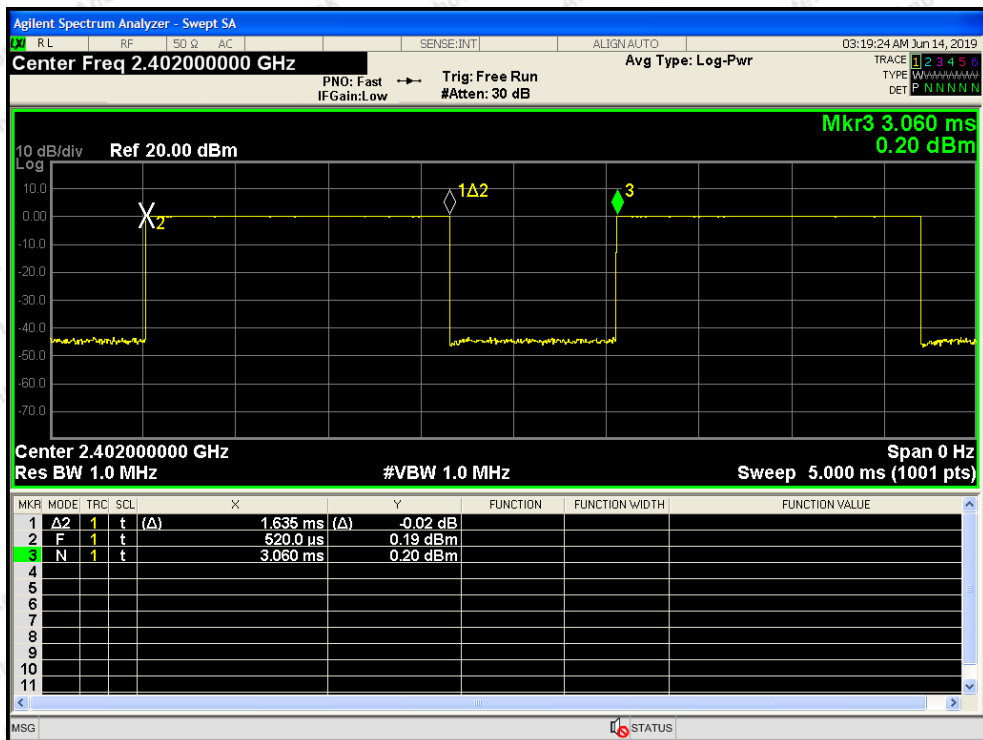 Agilent Spectrum Analyzer - Swept SA
LXI RL RF 50 Ω AC SENSE:INT ALIGN AUTO 03:19:24 AM Jun 14, 2019
Center Freq 2.402000000 GHz
PNO: Fast
IFGain:Low
Trig: Free Run
#Atten: 30 dB
Avg Type: Log-Pwr
TRACE 1 2 3 4 5 6
TYPE
DET P N N N N N
Mkr3 3.060 ms
0.20 dBm
10 dB/div Ref 20.00 dBm
Log
10.0
0.00
-10.0
-20.0
-30.0
-40.0
-50.0
-60.0
-70.0
2
1Δ2
3
Center 2.402000000 GHz Span 0 Hz
Res BW 1.0 MHz #VBW 1.0 MHz Sweep 5.000 ms (1001 pts)
MKR MODE TRC SCL X Y FUNCTION FUNCTION WIDTH FUNCTION VALUE
1 Δ2 1 t (Δ) 1.635 ms (Δ) -0.02 dB
2 F 1 t 520.0 µs 0.19 dBm
3 N 1 t 3.060 ms 0.20 dBm
4
5
6
7
8
9
10
11
MSG STATUS